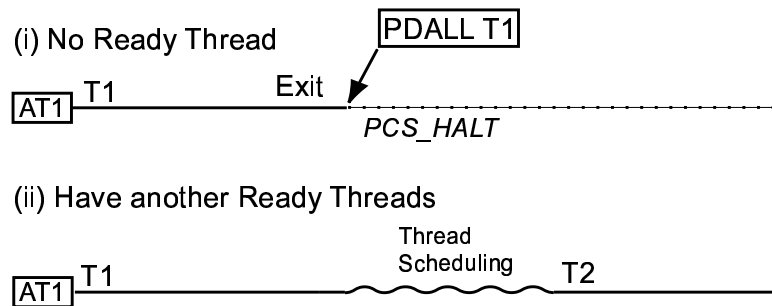 (i) No Ready Thread
PDALL T1
AT1 T1 Exit
PCS_HALT
(ii) Have another Ready Threads
Thread
Scheduling
AT1 T1 T2